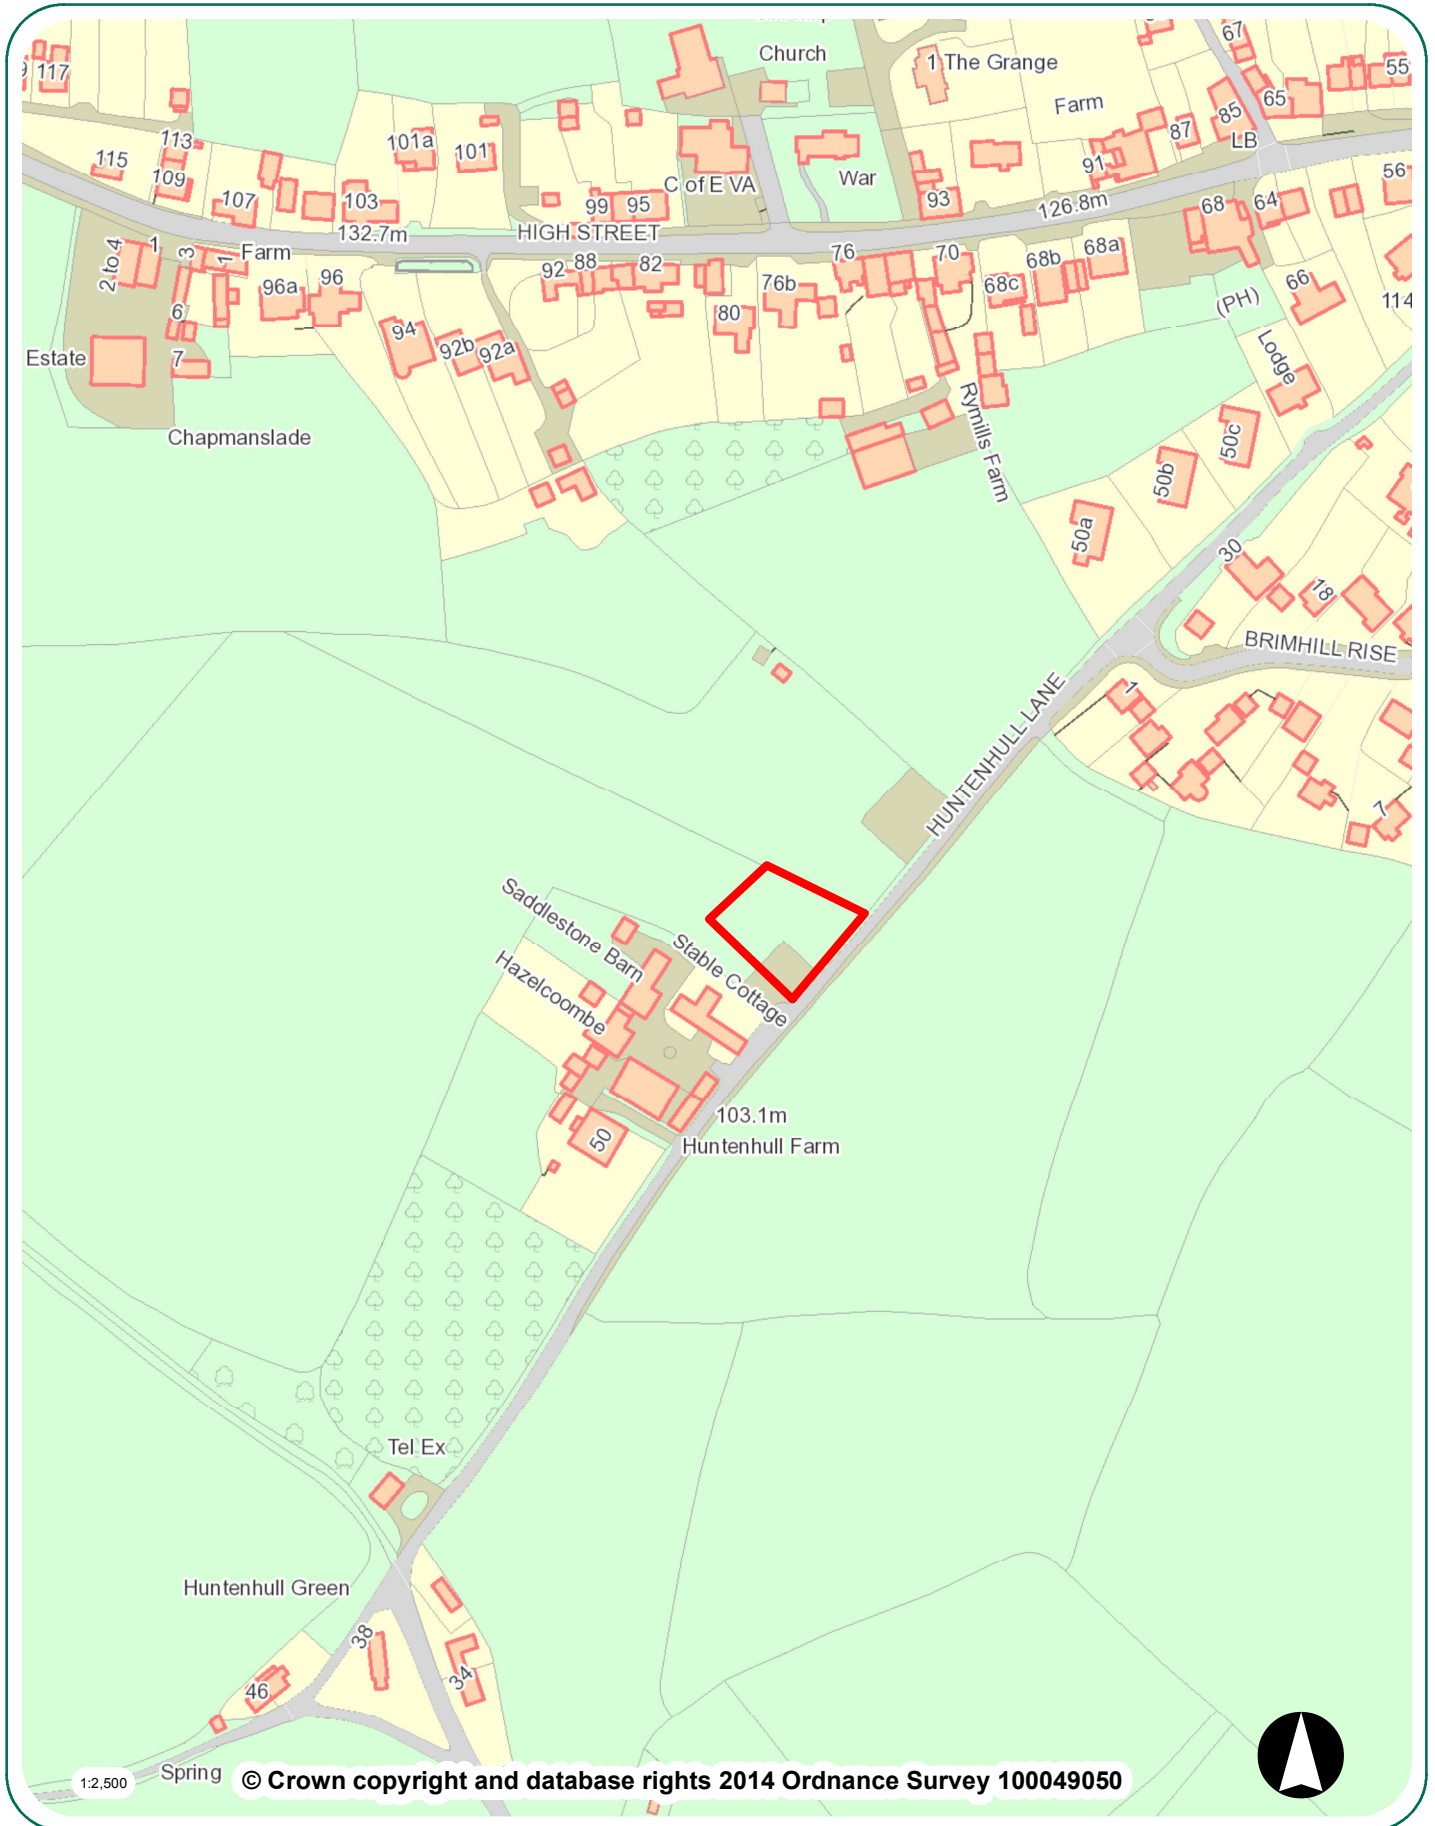 Church
67
117
1 The Grange
55
Farm
65
85
113
101a
87
LB
115
101
91
109
C of E VA
War
56
107
103
99
95
93
126.8m
68
64
132.7m
HIGH STREET
2 to 4
1
3
1
Farm
92
88
82
76
70
68b
68a
96a
96
76b
68c
66
6
80
(PH)
114
94
92b
92a
Estate
7
Lodge
Rymills Farm
Chapmanslade
50c
50b
50a
30
18
BRIMHILL RISE
1
HUNTENHULL LANE
7
Saddlestone Barn
Stable Cottage
Hazelcoombe
103.1m
50
Huntenhull Farm
Tel Ex
Huntenhull Green
38
34
46
Spring
1:2,500
© Crown copyright and database rights 2014 Ordnance Survey 100049050